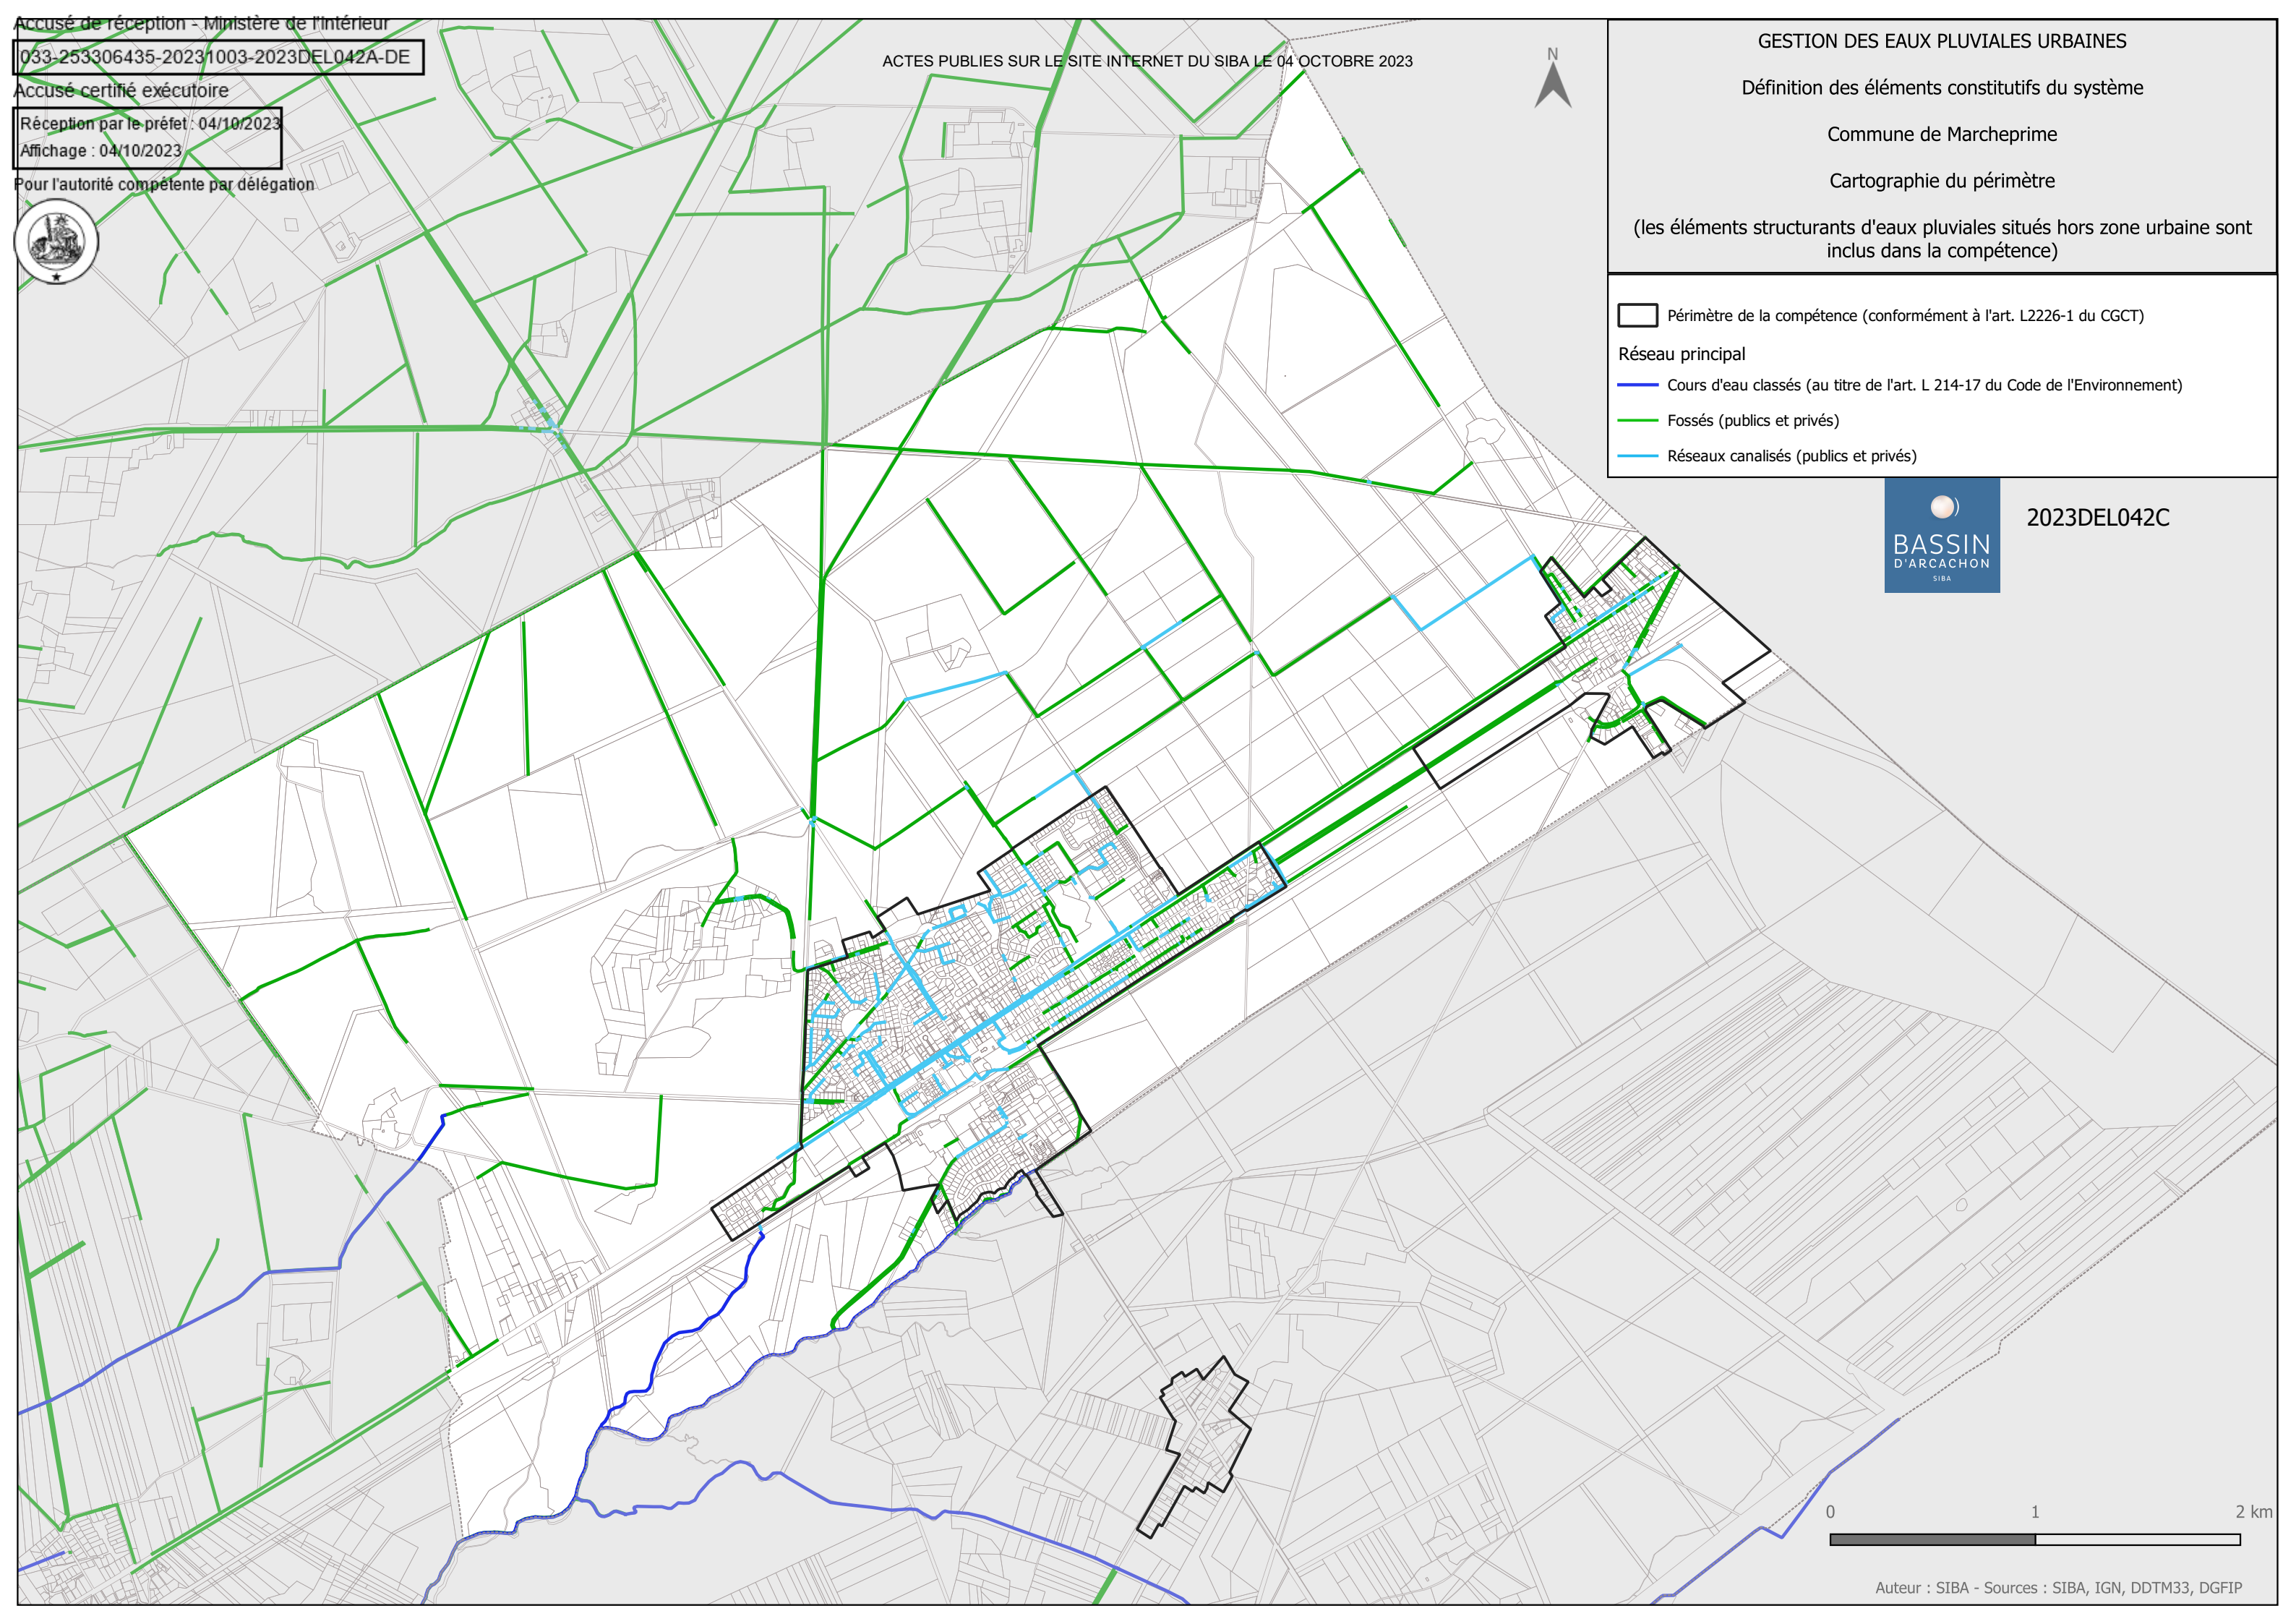 Accusé de réception - Ministère de l'Intérieur
033-253306435-20231003-2023DEL042A-DE
Accusé certifié exécutoire
Réception par le préfet : 04/10/2023
Affichage : 04/10/2023
Pour l'autorité compétente par délégation
ACTES PUBLIES SUR LE SITE INTERNET DU SIBA LE 04 OCTOBRE 2023
N
GESTION DES EAUX PLUVIALES URBAINES
Définition des éléments constitutifs du système
Commune de Marcheprime
Cartographie du périmètre
(les éléments structurants d'eaux pluviales situés hors zone urbaine sont
inclus dans la compétence)
Périmètre de la compétence (conformément à l'art. L2226-1 du CGCT)
Réseau principal
Cours d'eau classés (au titre de l'art. L 214-17 du Code de l'Environnement)
Fossés (publics et privés)
Réseaux canalisés (publics et privés)
BASSIN
D'ARCACHON
SIBA
2023DEL042C
0 1 2 km
Auteur : SIBA - Sources : SIBA, IGN, DDTM33, DGFIP